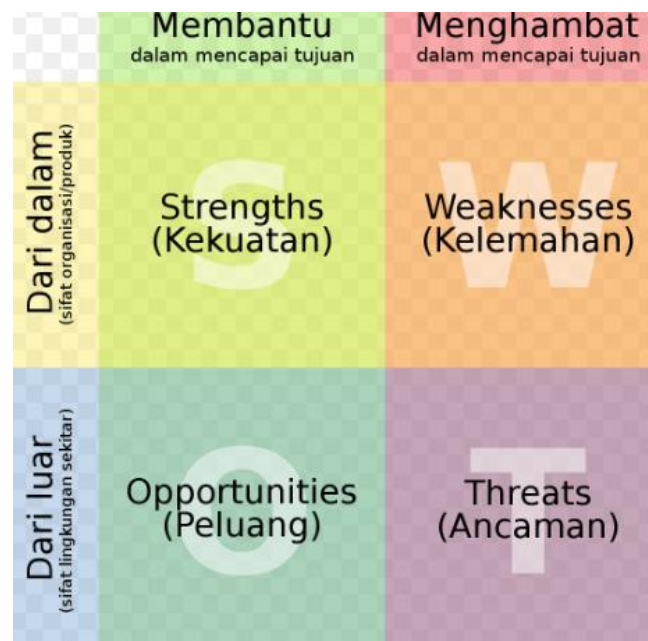 Membantu
dalam mencapai tujuan
Menghambat
dalam mencapai tujuan
Dari dalam
(sifat organisasi/produk)
S
Strengths
(Kekuatan)
W
Weaknesses
(Kelemahan)
Dari luar
(sifat lingkungan sekitar)
O
Opportunities
(Peluang)
T
Threats
(Ancaman)